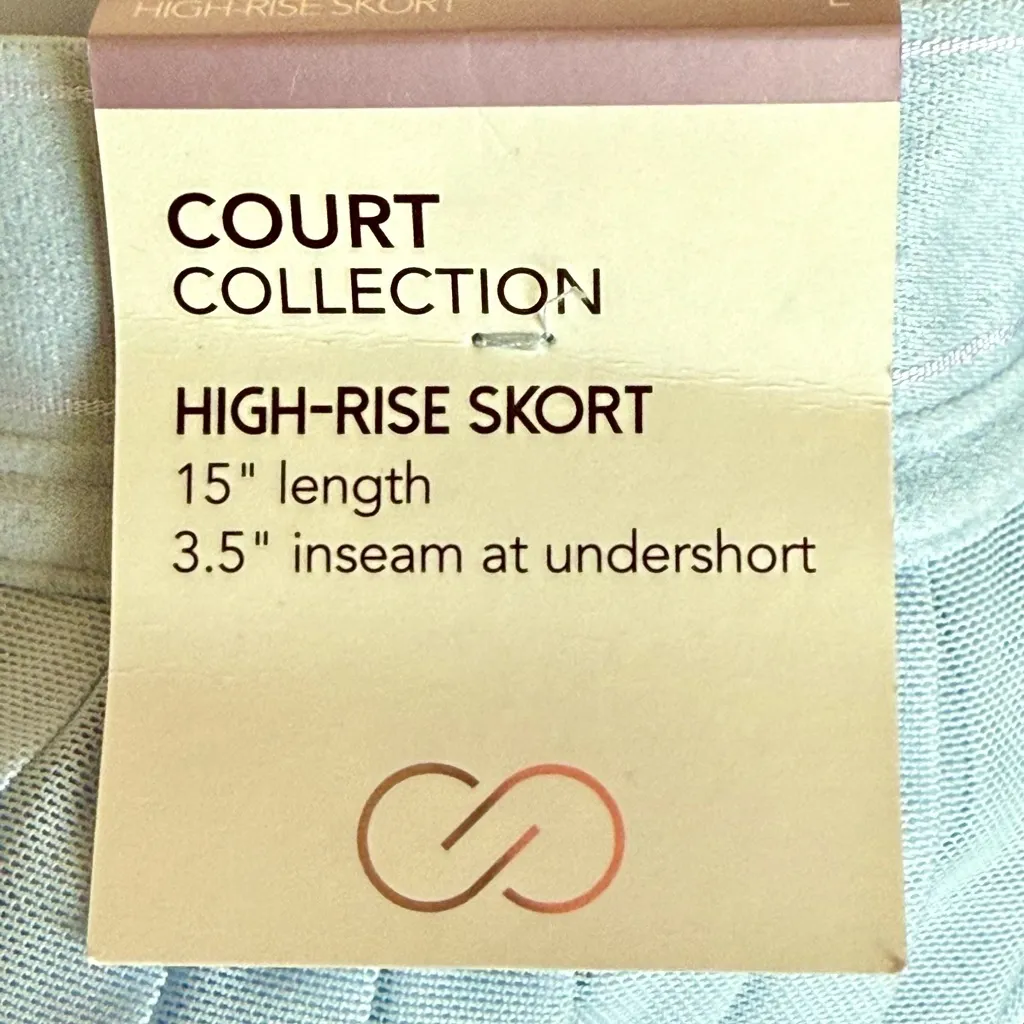 HIGH-RISE SKORT L
COURT
COLLECTION
HIGH-RISE SKORT
15" length
3.5" inseam at undershort